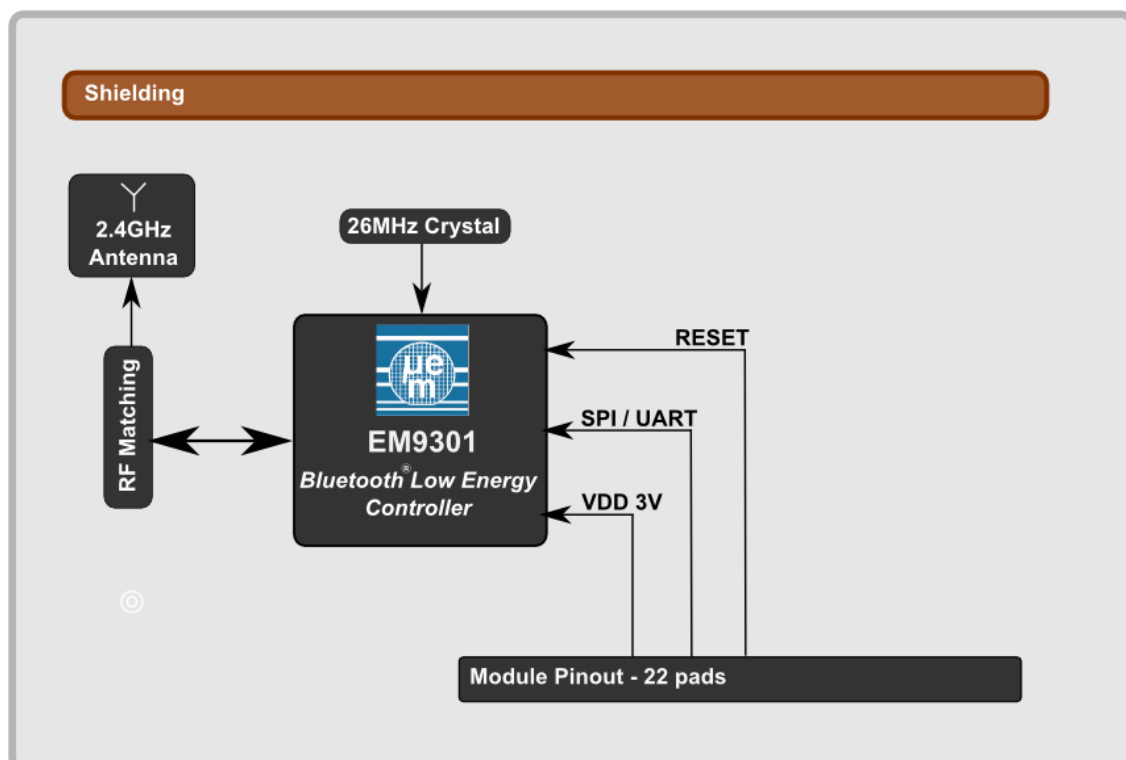 Shielding
2.4GHz
Antenna
26MHz Crystal
RESET
RF Matching
µem
SPI / UART
EM9301
Bluetooth® Low Energy
Controller
VDD 3V
Module Pinout - 22 pads